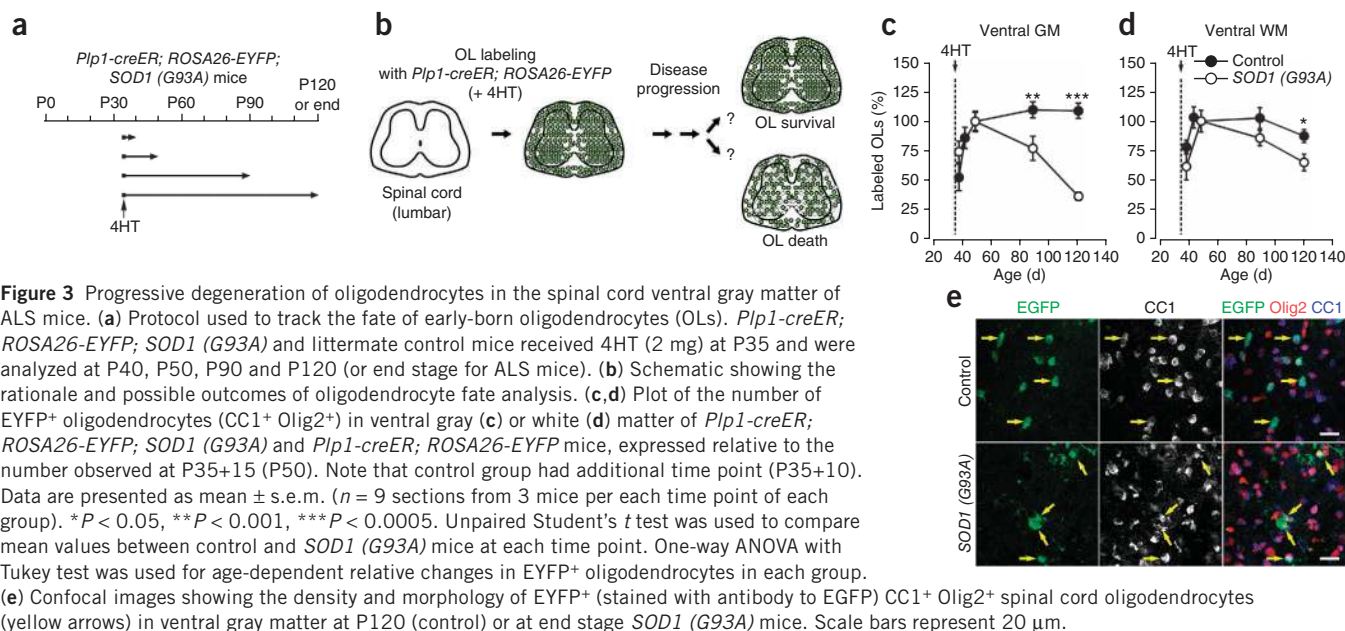 a
Plp1-creER; ROSA26-EYFP;
SOD1 (G93A) mice
P120
or end
P0 P30 P60 P90
4HT
b
OL labeling
with Plp1-creER; ROSA26-EYFP
(+ 4HT)
Disease
progression
Spinal cord
(lumbar)
?
OL survival
?
OL death
c
Ventral GM
4HT
Labeled OLs (%)
150
125
100
75
50
25
0
** ***
20 40 60 80 100 120 140
Age (d)
d
Ventral WM
4HT
Control
SOD1 (G93A)
150
125
100
75
50
25
0
*
20 40 60 80 100 120 140
Age (d)
e
EGFP CC1 EGFP Olig2 CC1
Control
SOD1 (G93A)
Figure 3 Progressive degeneration of oligodendrocytes in the spinal cord ventral gray matter of
ALS mice. (a) Protocol used to track the fate of early-born oligodendrocytes (OLs). Plp1-creER;
ROSA26-EYFP; SOD1 (G93A) and littermate control mice received 4HT (2 mg) at P35 and were
analyzed at P40, P50, P90 and P120 (or end stage for ALS mice). (b) Schematic showing the
rationale and possible outcomes of oligodendrocyte fate analysis. (c,d) Plot of the number of
EYFP+ oligodendrocytes (CC1+ Olig2+) in ventral gray (c) or white (d) matter of Plp1-creER;
ROSA26-EYFP; SOD1 (G93A) and Plp1-creER; ROSA26-EYFP mice, expressed relative to the
number observed at P35+15 (P50). Note that control group had additional time point (P35+10).
Data are presented as mean ± s.e.m. (n = 9 sections from 3 mice per each time point of each
group). *P < 0.05, **P < 0.001, ***P < 0.0005. Unpaired Student's t test was used to compare
mean values between control and SOD1 (G93A) mice at each time point. One-way ANOVA with
Tukey test was used for age-dependent relative changes in EYFP+ oligodendrocytes in each group.
(e) Confocal images showing the density and morphology of EYFP+ (stained with antibody to EGFP) CC1+ Olig2+ spinal cord oligodendrocytes
(yellow arrows) in ventral gray matter at P120 (control) or at end stage SOD1 (G93A) mice. Scale bars represent 20 μm.